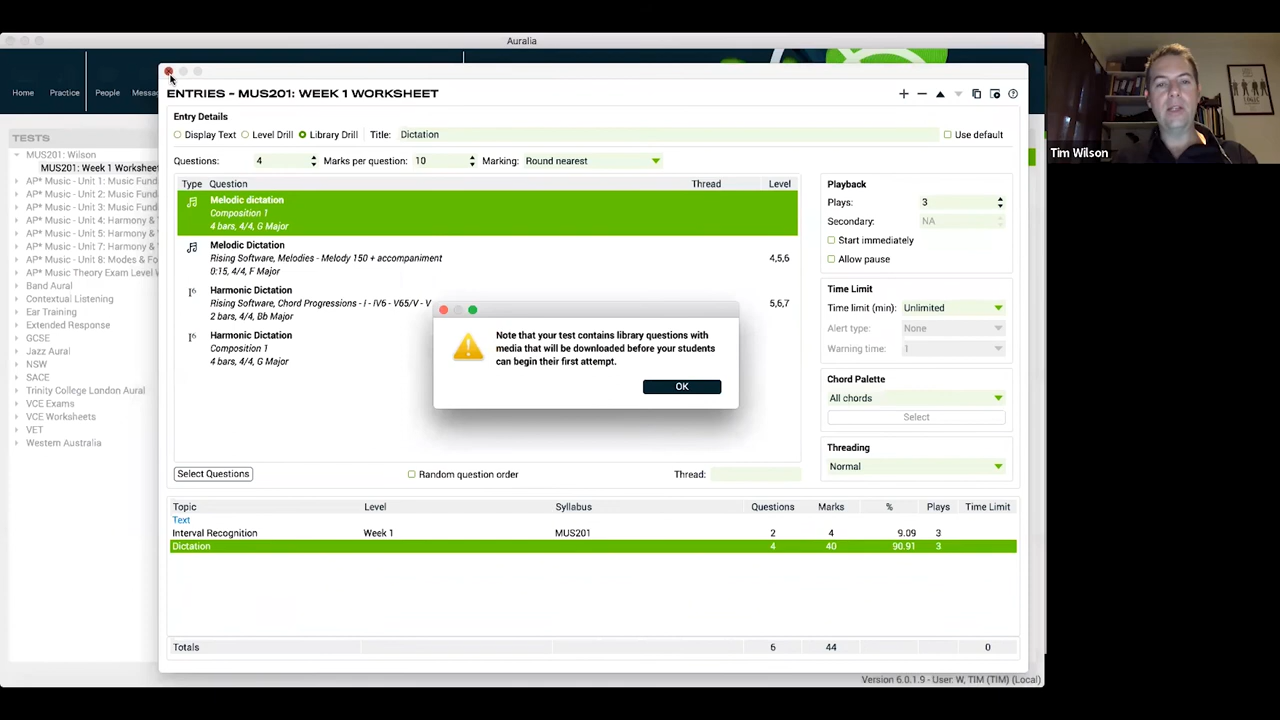 Auralia
Home
Practice
People
ENTRIES - MUS201: WEEK 1 WORKSHEET
Entry Details
Display Text
Level Drill
Library Drill
Title:
Dictation
Use default
Questions:
4
Marks per question:
10
Marking:
Round nearest
Type
Question
Thread
Level
Melodic dictation
Composition 1
4 bars, 4/4, G Major
Melodic Dictation
Rising Software, Melodies - Melody 150 + accompaniment
4,5,6
0:15, 4/4, F Major
Harmonic Dictation
Rising Software, Chord Progressions - I - IV6 - V65/V - V
5,6,7
2 bars, 4/4, Bb Major
Harmonic Dictation
Composition 1
4 bars, 4/4, G Major
Note that your test contains library questions with
media that will be downloaded before your students
can begin their first attempt.
OK
Playback
Plays:
3
Secondary:
NA
Start immediately
Allow pause
Time Limit
Time limit (min):
Unlimited
Alert type:
None
Warning time:
1
Chord Palette
All chords
Select
Threading
Normal
Select Questions
Random question order
Thread:
Topic
Level
Syllabus
Questions
Marks
%
Plays
Time Limit
Text
Interval Recognition
Week 1
MUS201
2
4
9.09
3
Dictation
4
40
90.91
3
Totals
6
44
0
TESTS
MUS201: Wilson
MUS201: Week 1 Workshee
AP* Music - Unit 1: Music Fund
AP* Music - Unit 2: Music Fund
AP* Music - Unit 3: Music Fund
AP* Music - Unit 4: Harmony &
AP* Music - Unit 5: Harmony &
AP* Music - Unit 6: Harmony &
AP* Music - Unit 7: Harmony &
AP* Music - Unit 8: Modes & Fo
AP* Music Theory Exam Level W
Band Aural
Contextual Listening
Ear Training
Extended Response
GCSE
Jazz Aural
NSW
SACE
Trinity College London Aural
VCE Exams
VCE Worksheets
VET
Western Australia
Version 6.0.1.9 - User: W, TIM (TIM) (Local)
Tim Wilson